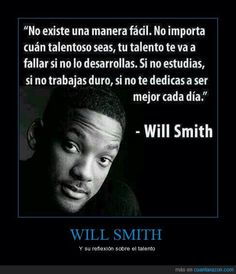 “No existe una manera fácil. No importa
cuán talentoso seas, tu talento te va a
fallar si no lo desarrollas. Si no estudias,
si no trabajas duro, si no te dedicas a ser
mejor cada día.”
- Will Smith
WILL SMITH
Y su reflexión sobre el talento
más en cuantarazon.com